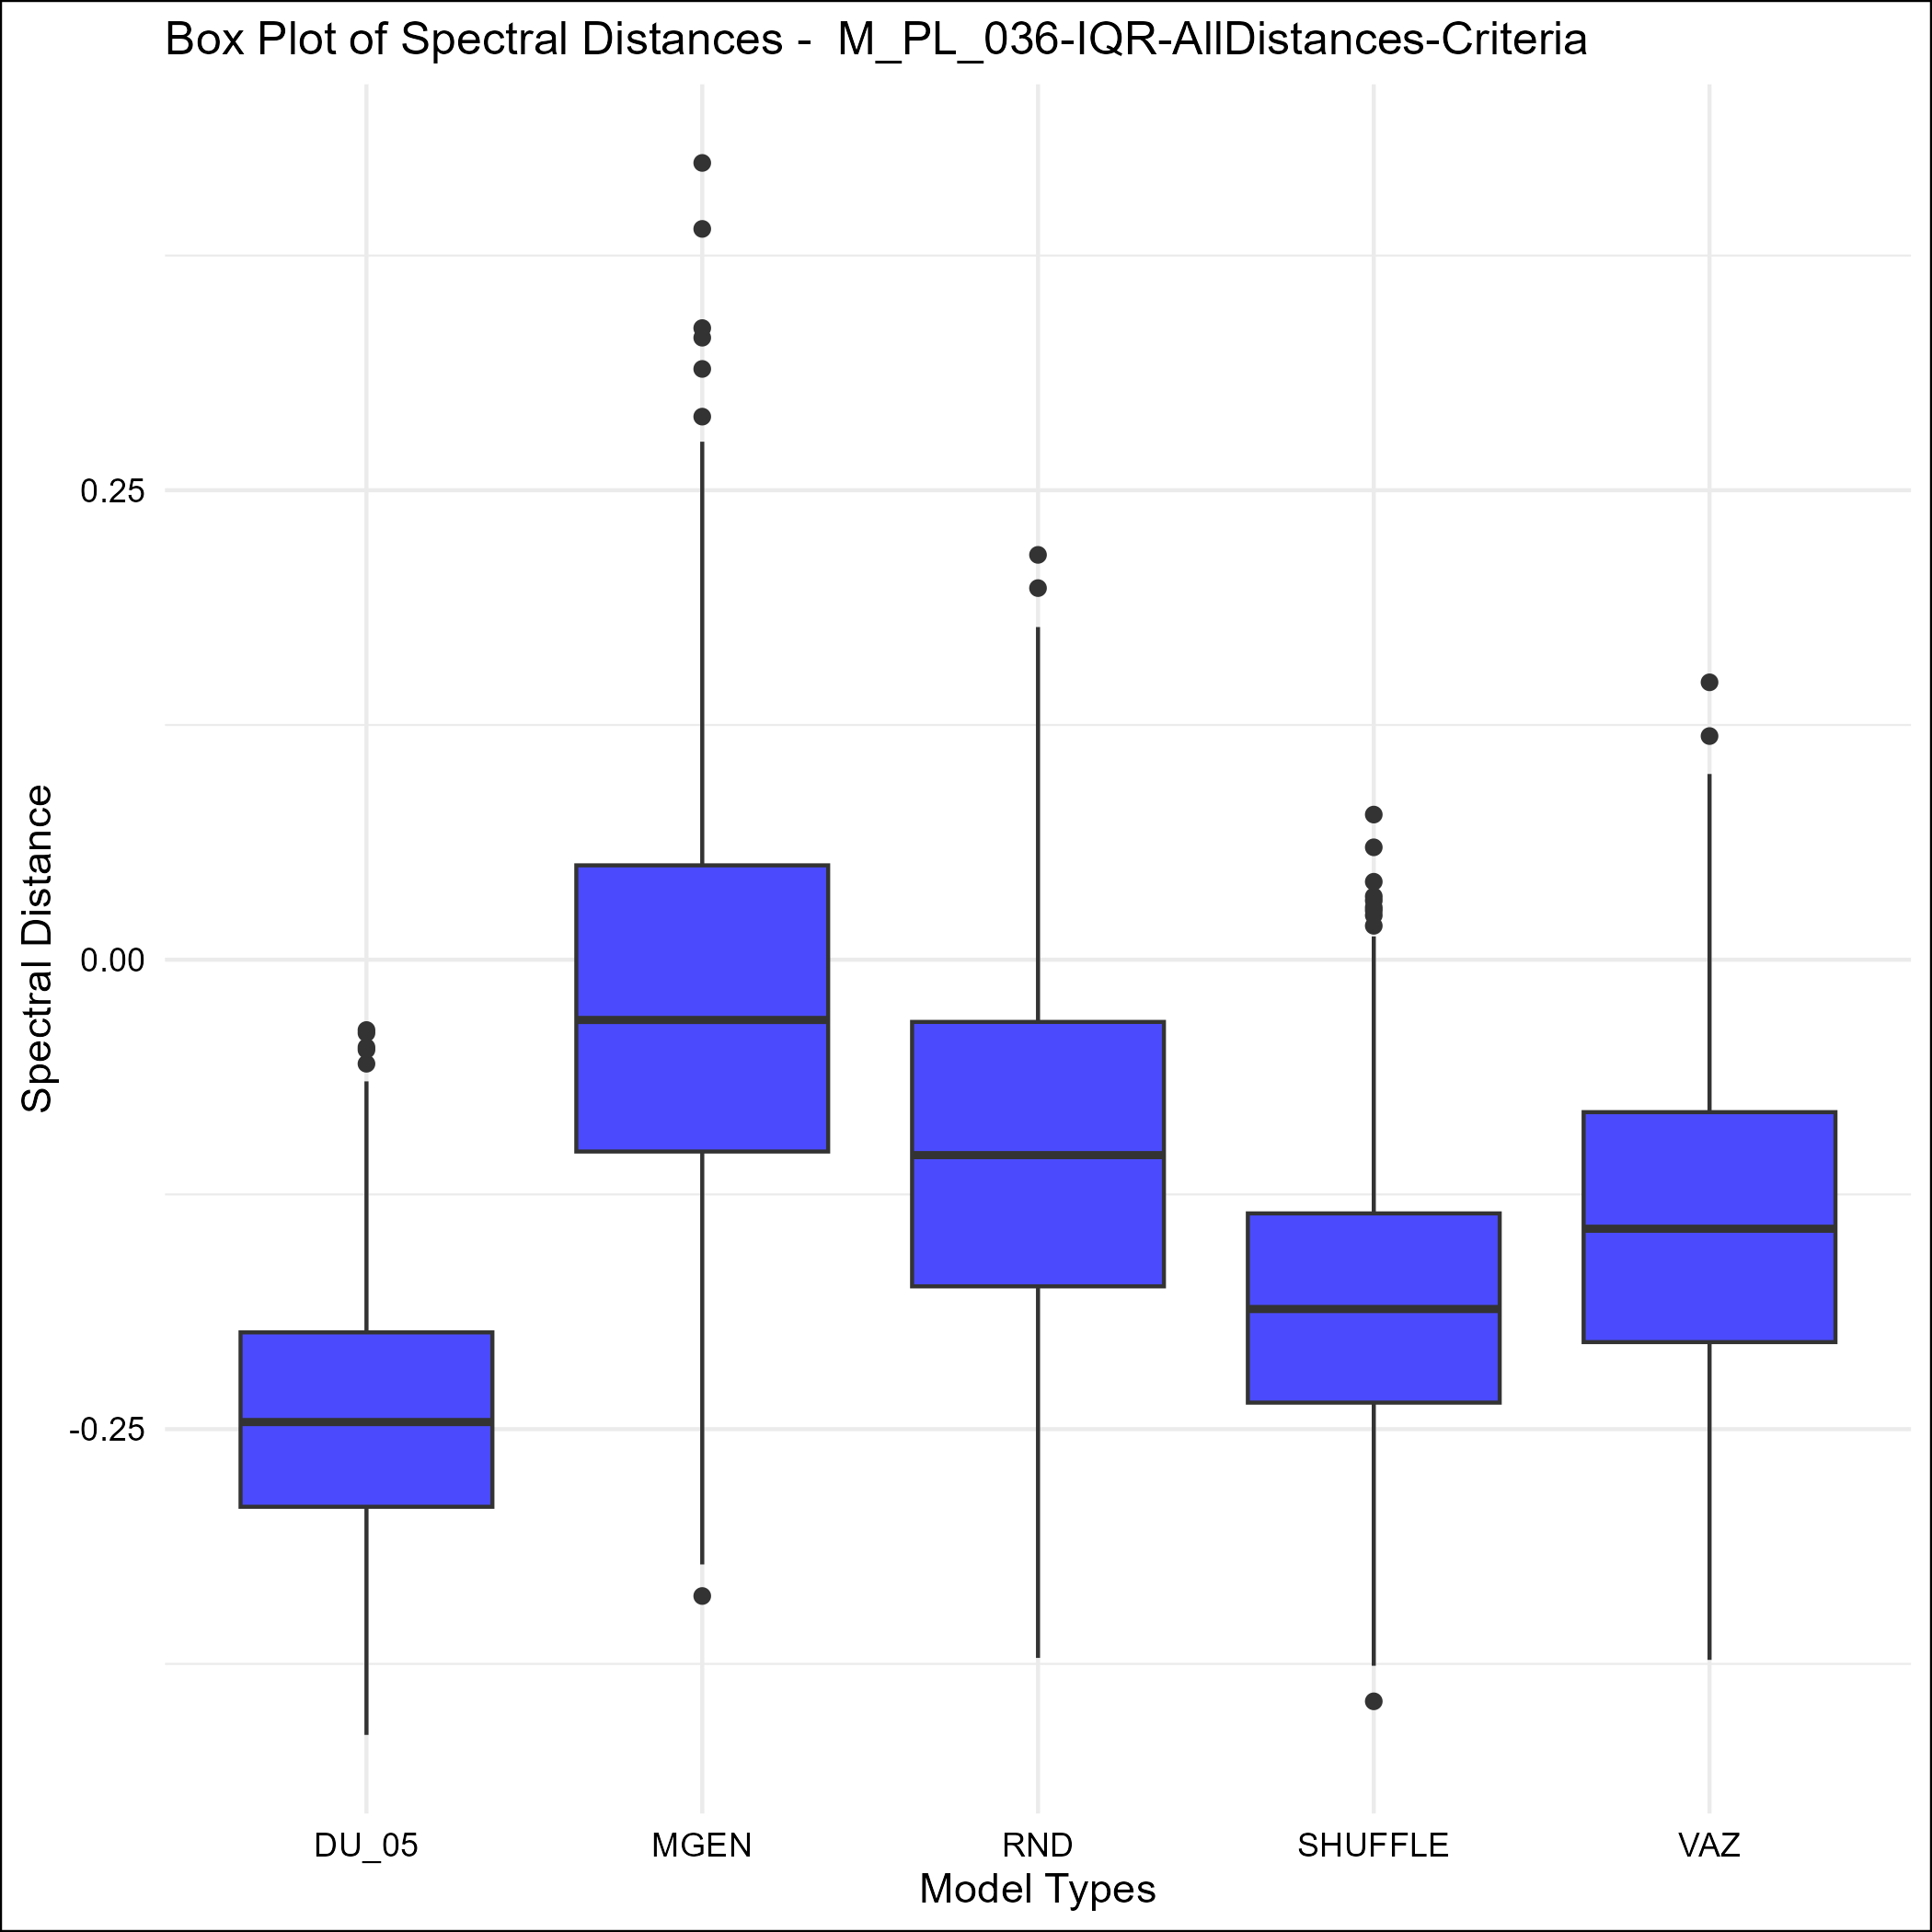 Box Plot of Spectral Distances -  M_PL_036-IQR-AllDistances-Criteria
Spectral Distance
0.25
0.00
-0.25
DU_05 MGEN RND SHUFFLE VAZ
Model Types